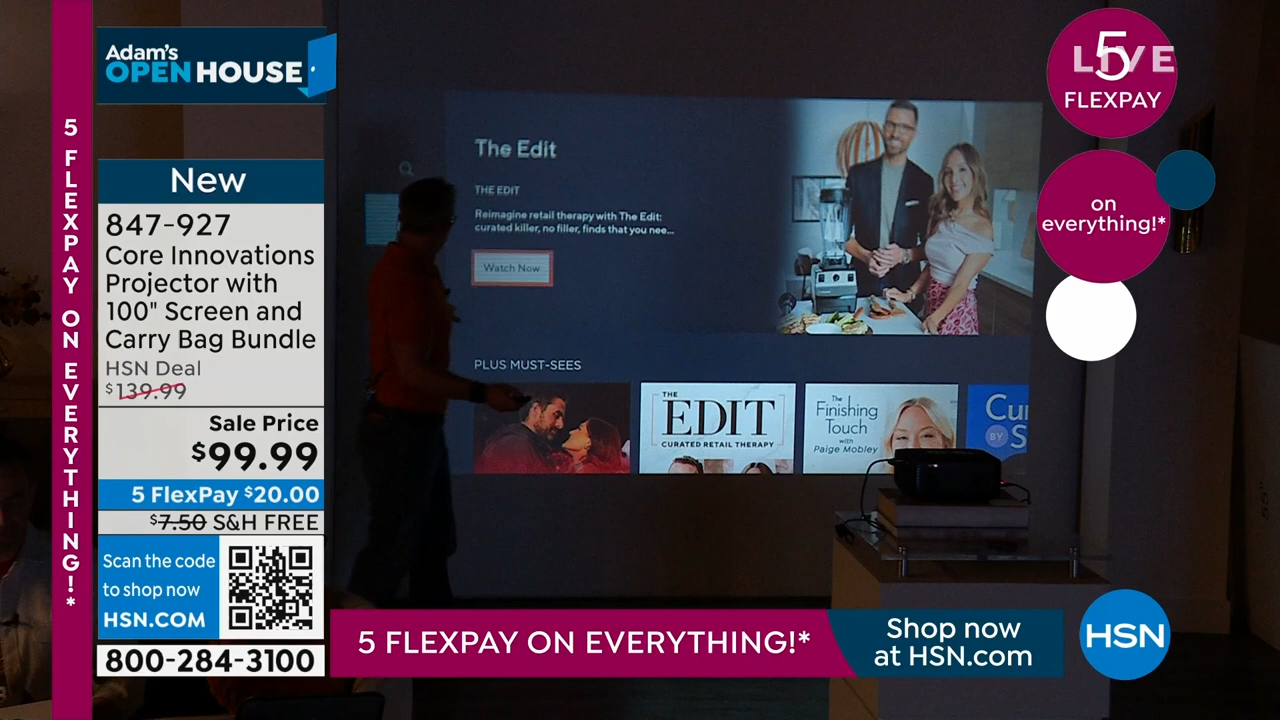 5 FLEXPAY ON EVERYTHING!*
Adam's
OPEN HOUSE
New
847-927
Core Innovations
Projector with
100" Screen and
Carry Bag Bundle
HSN Deal
$139.99
Sale Price
$99.99
5 FlexPay $20.00
$7.50 S&H FREE
Scan the code
to shop now
HSN.COM
800-284-3100
The Edit
THE EDIT
Reimagine retail therapy with The Edit:
curated killer, no filler, finds that you nee...
Watch Now
PLUS MUST-SEES
THE
EDIT
CURATED RETAIL THERAPY
The
Finishing
Touch
with
Paige Mobley
Cu
BY S
5
LIVE
FLEXPAY
on
everything!*
55"
5 FLEXPAY ON EVERYTHING!*
Shop now
at HSN.com
HSN